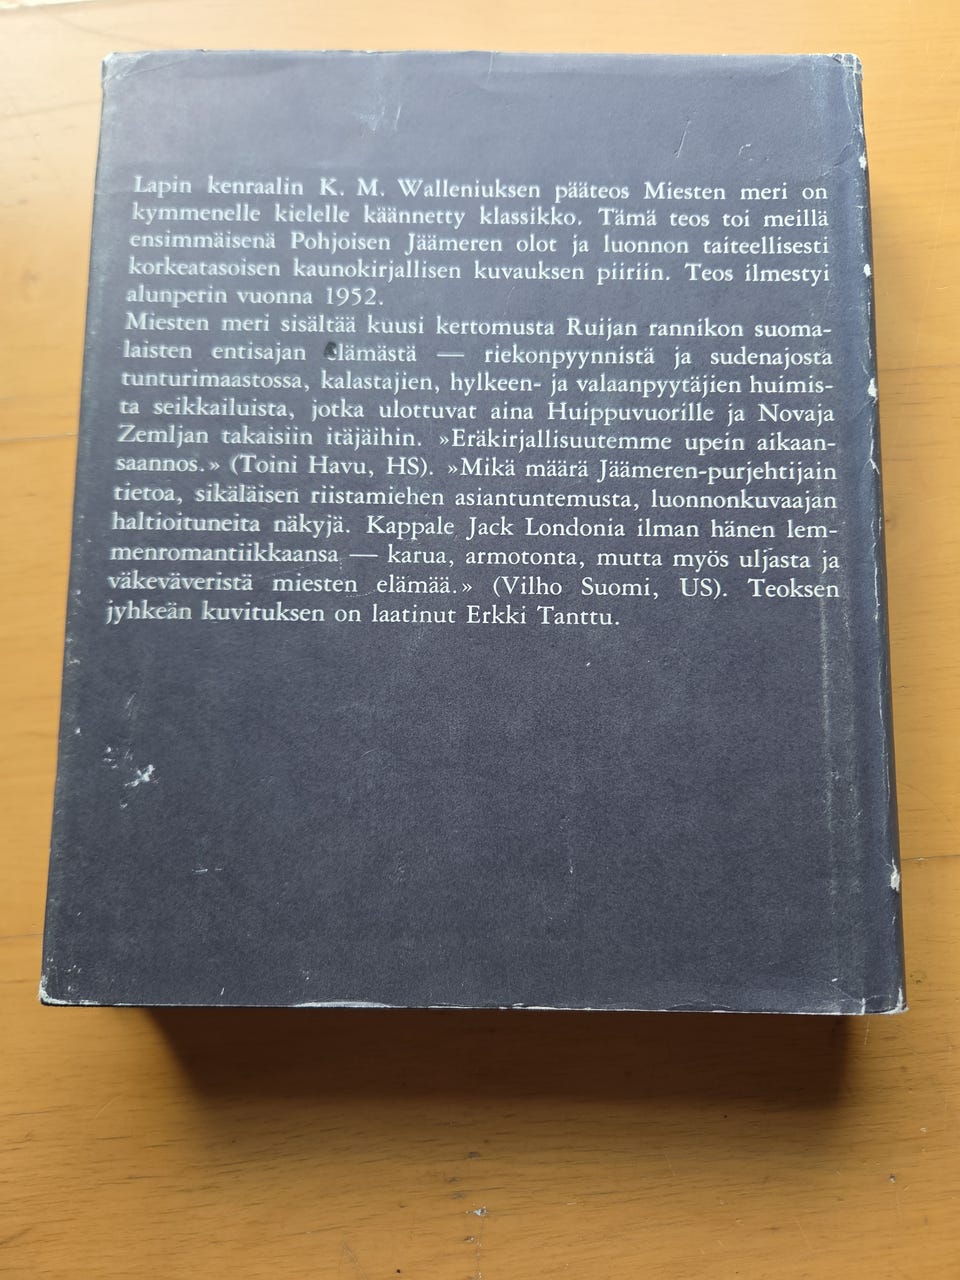 Lapin kenraalin K. M. Walleniuksen pääteos Miesten meri on
kymmenelle kielelle käännetty klassikko. Tämä teos toi meillä
ensimmäisenä Pohjoisen Jäämeren olot ja luonnon taiteellisesti
korkeatasoisen kaunokirjallisen kuvauksen piiriin. Teos ilmestyi
alunperin vuonna 1952.
Miesten meri sisältää kuusi kertomusta Ruijan rannikon suoma-
laisten entisajan elämästä — riekonpyynnistä ja sudenajosta
tunturimaastossa, kalastajien, hylkeen- ja valaanpyytäjien huimis-
ta seikkailuista, jotka ulottuvat aina Huippuvuorille ja Novaja
Zemljan takaisiin itäjäihin. »Eräkirjallisuutemme upein aikaan-
saannos.» (Toini Havu, HS). »Mikä määrä Jäämeren-purjehtijain
tietoa, sikäläisen riistamiehen asiantuntemusta, luonnonkuvaajan
haltioituneita näkyjä. Kappale Jack Londonia ilman hänen lem-
menromantiikkaansa — karua, armotonta, mutta myös uljasta ja
väkeväveristä miesten elämää.» (Vilho Suomi, US). Teoksen
jyhkeän kuvituksen on laatinut Erkki Tanttu.